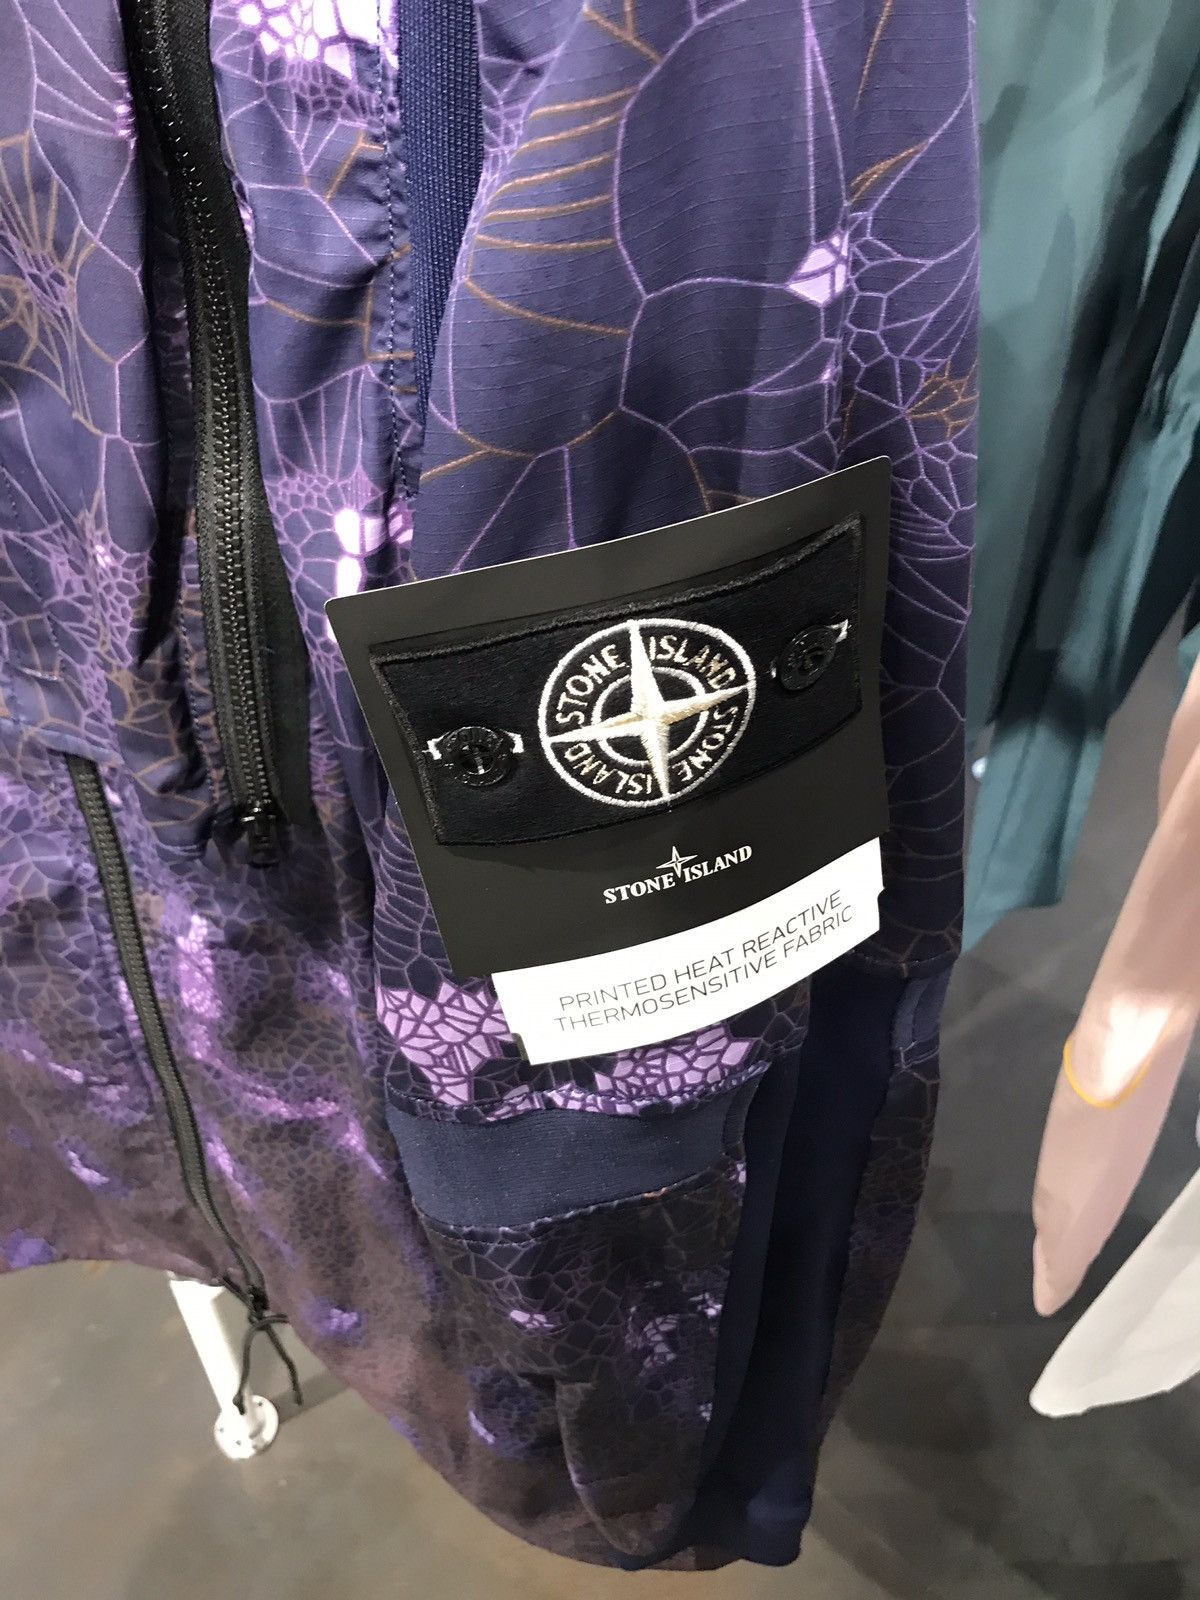 STONE ISLAND STONE ISLAND
STONE ISLAND
PRINTED HEAT REACTIVE
THERMOSENSITIVE FABRIC